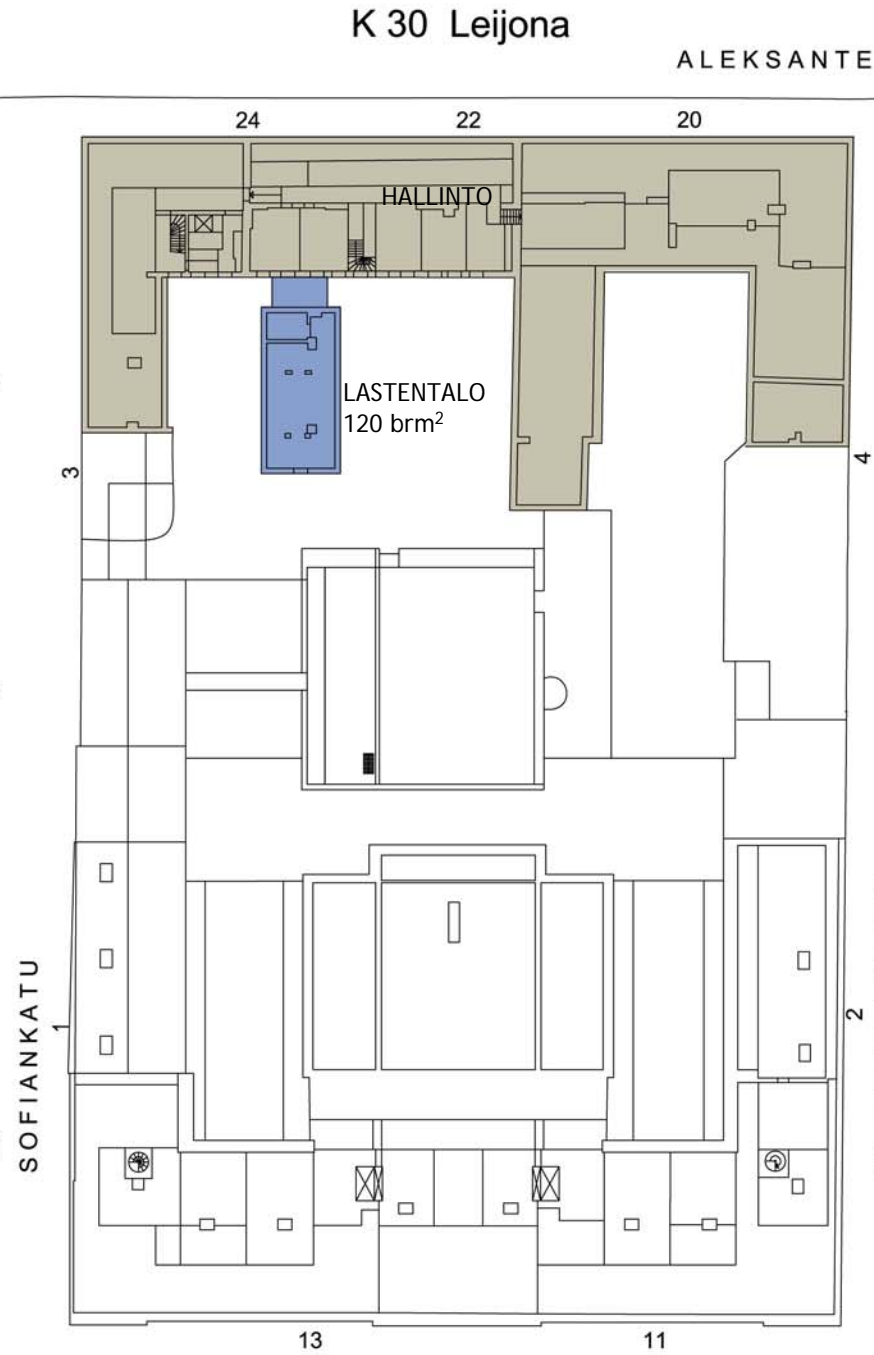 K 30 Leijona
ALEKSANTE
24
22
20
HALLINTO
LASTENTALO
120 brm²
3
4
SOFIANKATU
1
2
13
11